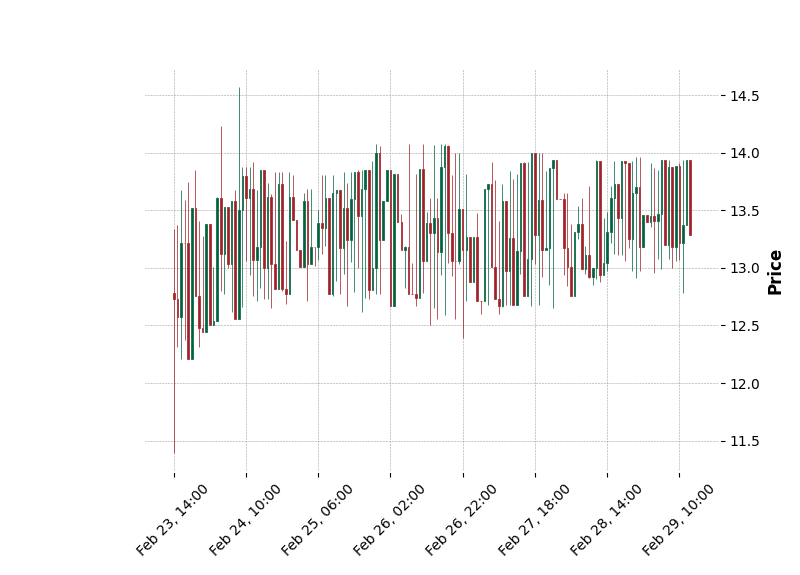 14.5
14.0
13.5
13.0
12.5
12.0
11.5
Price
Feb 23, 14:00
Feb 24, 10:00
Feb 25, 06:00
Feb 26, 02:00
Feb 26, 22:00
Feb 27, 18:00
Feb 28, 14:00
Feb 29, 10:00